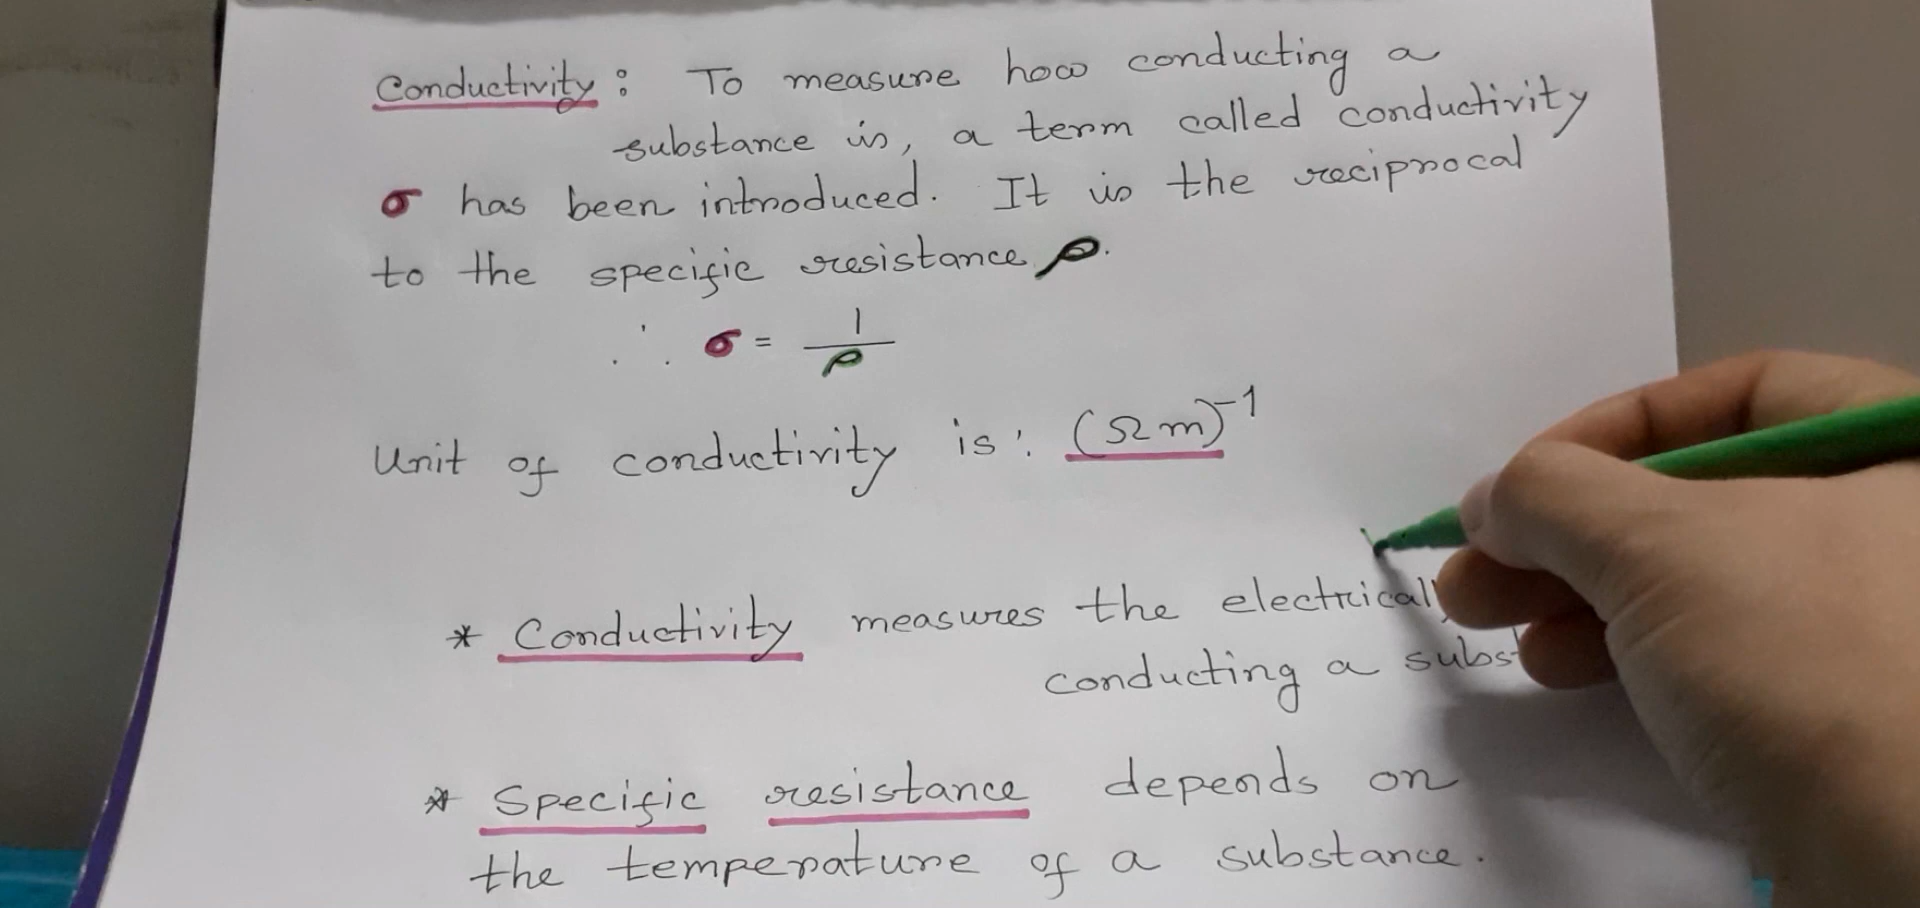 Conductivity : To measure how conducting a
substance is, a term called conductivity
σ has been introduced. It is the reciprocal
to the specific resistance ρ.
∴ σ = 1/ρ
Unit of conductivity is : (Ωm)⁻¹
* Conductivity measures the electrically
conducting a
* Specific resistance depends on
the temperature of a substance.